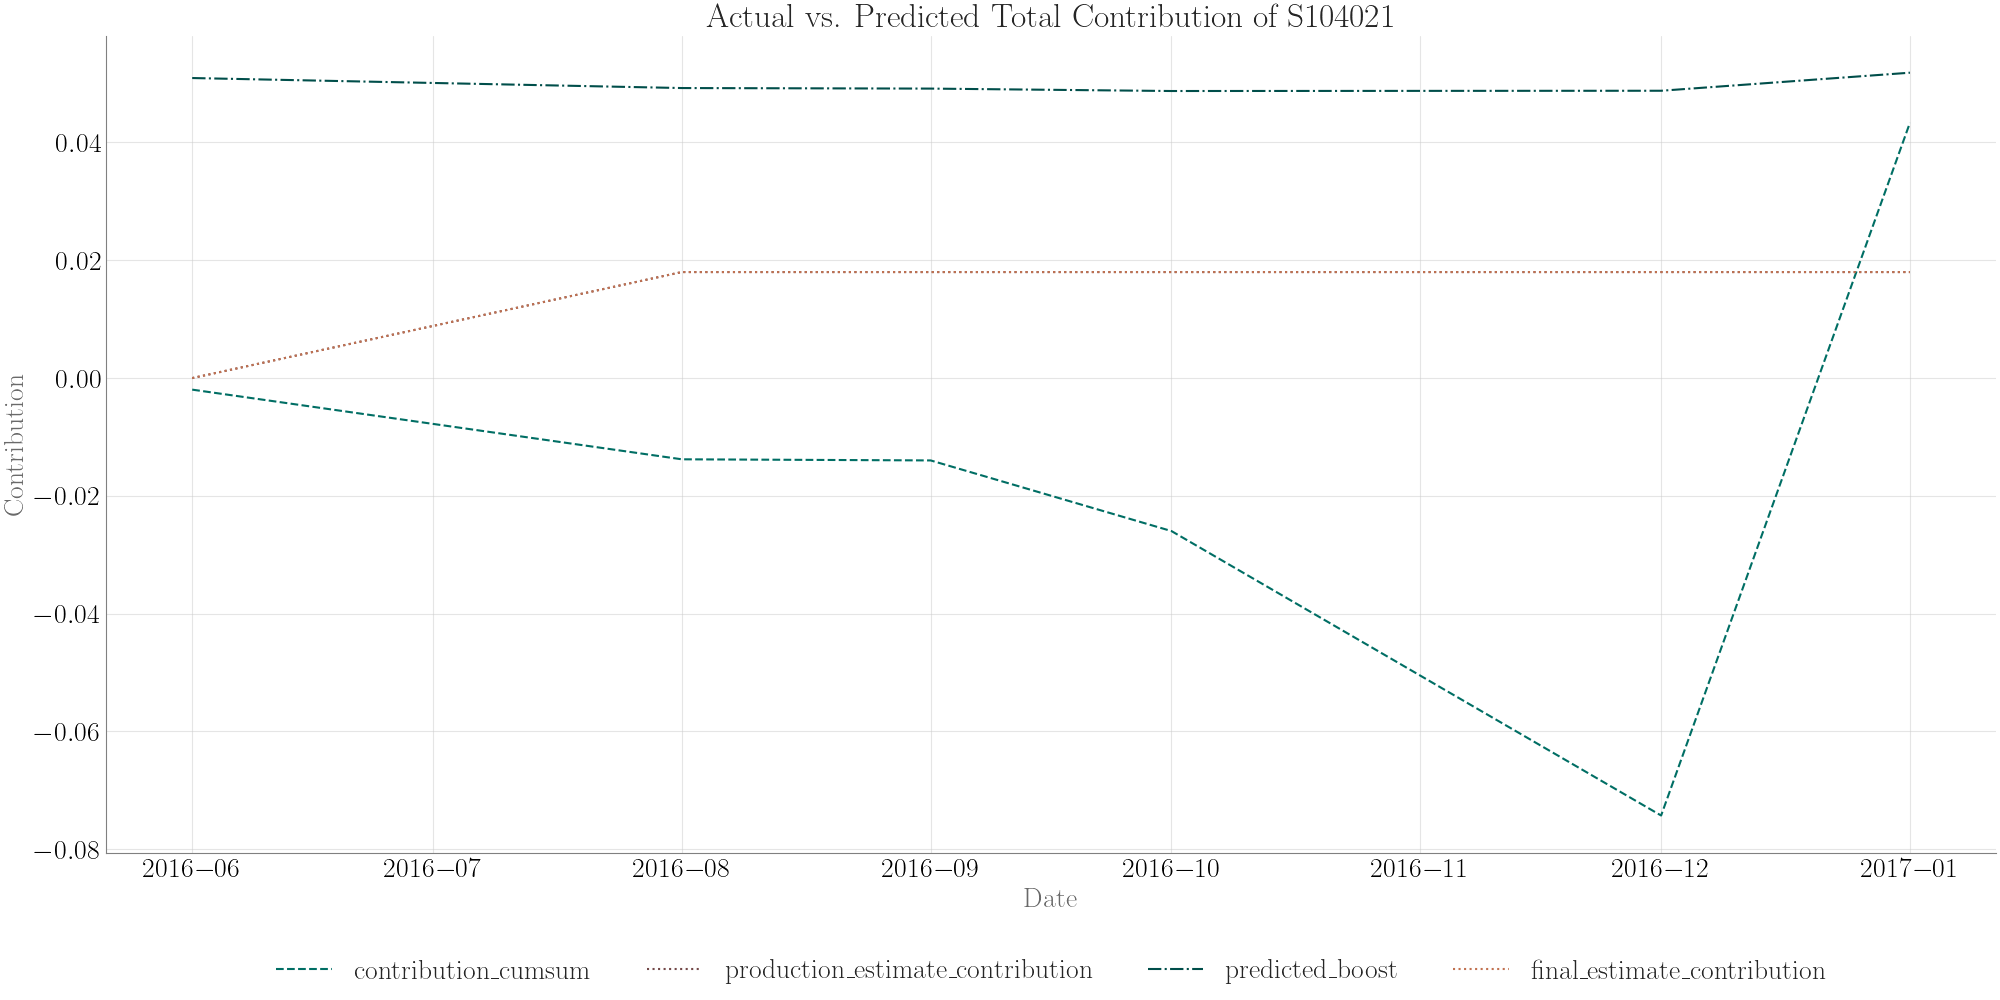 Actual vs. Predicted Total Contribution of S104021
Contribution
0.04
0.02
0.00
−0.02
−0.04
−0.06
−0.08
2016−06 2016−07 2016−08 2016−09 2016−10 2016−11 2016−12 2017−01
Date
contribution_cumsum production_estimate_contribution predicted_boost final_estimate_contribution